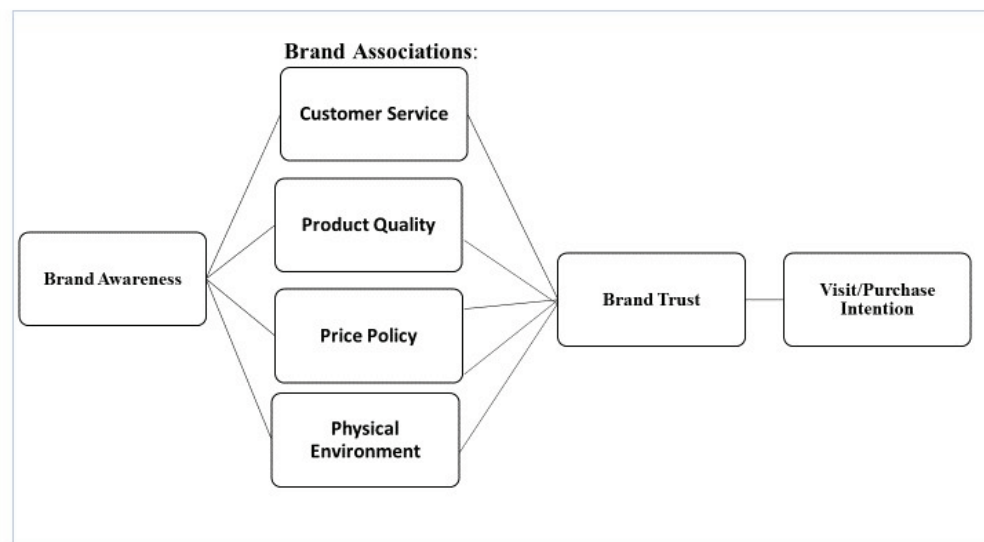 Brand Associations:
Customer Service
Product Quality
Brand Awareness
Price Policy
Physical
Environment
Brand Trust
Visit/Purchase
Intention